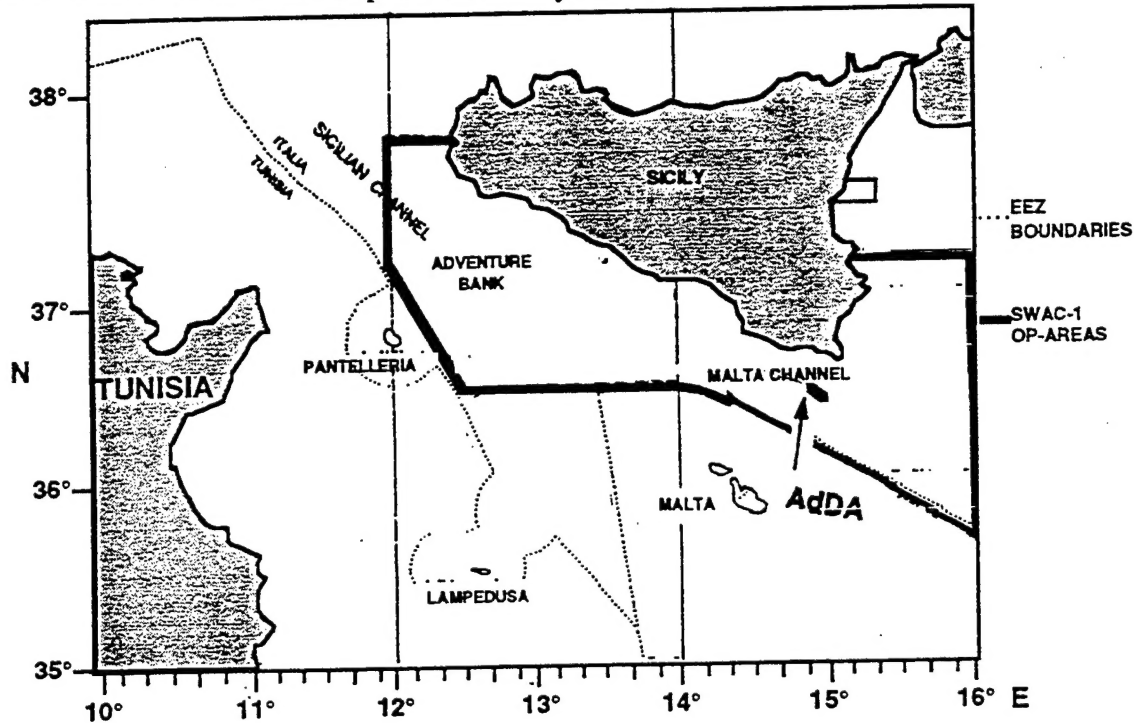 38°
37°
N
36°
35°
10°
11°
12°
13°
14°
15°
16° E
ITALIA
TUNISIA
SICILIAN CHANNEL
SICILY
ADVENTURE
BANK
PANTELLERIA
TUNISIA
MALTA CHANNEL
MALTA
AdDA
LAMPEDUSA
EEZ
BOUNDARIES
SWAC-1
OP-AREAS